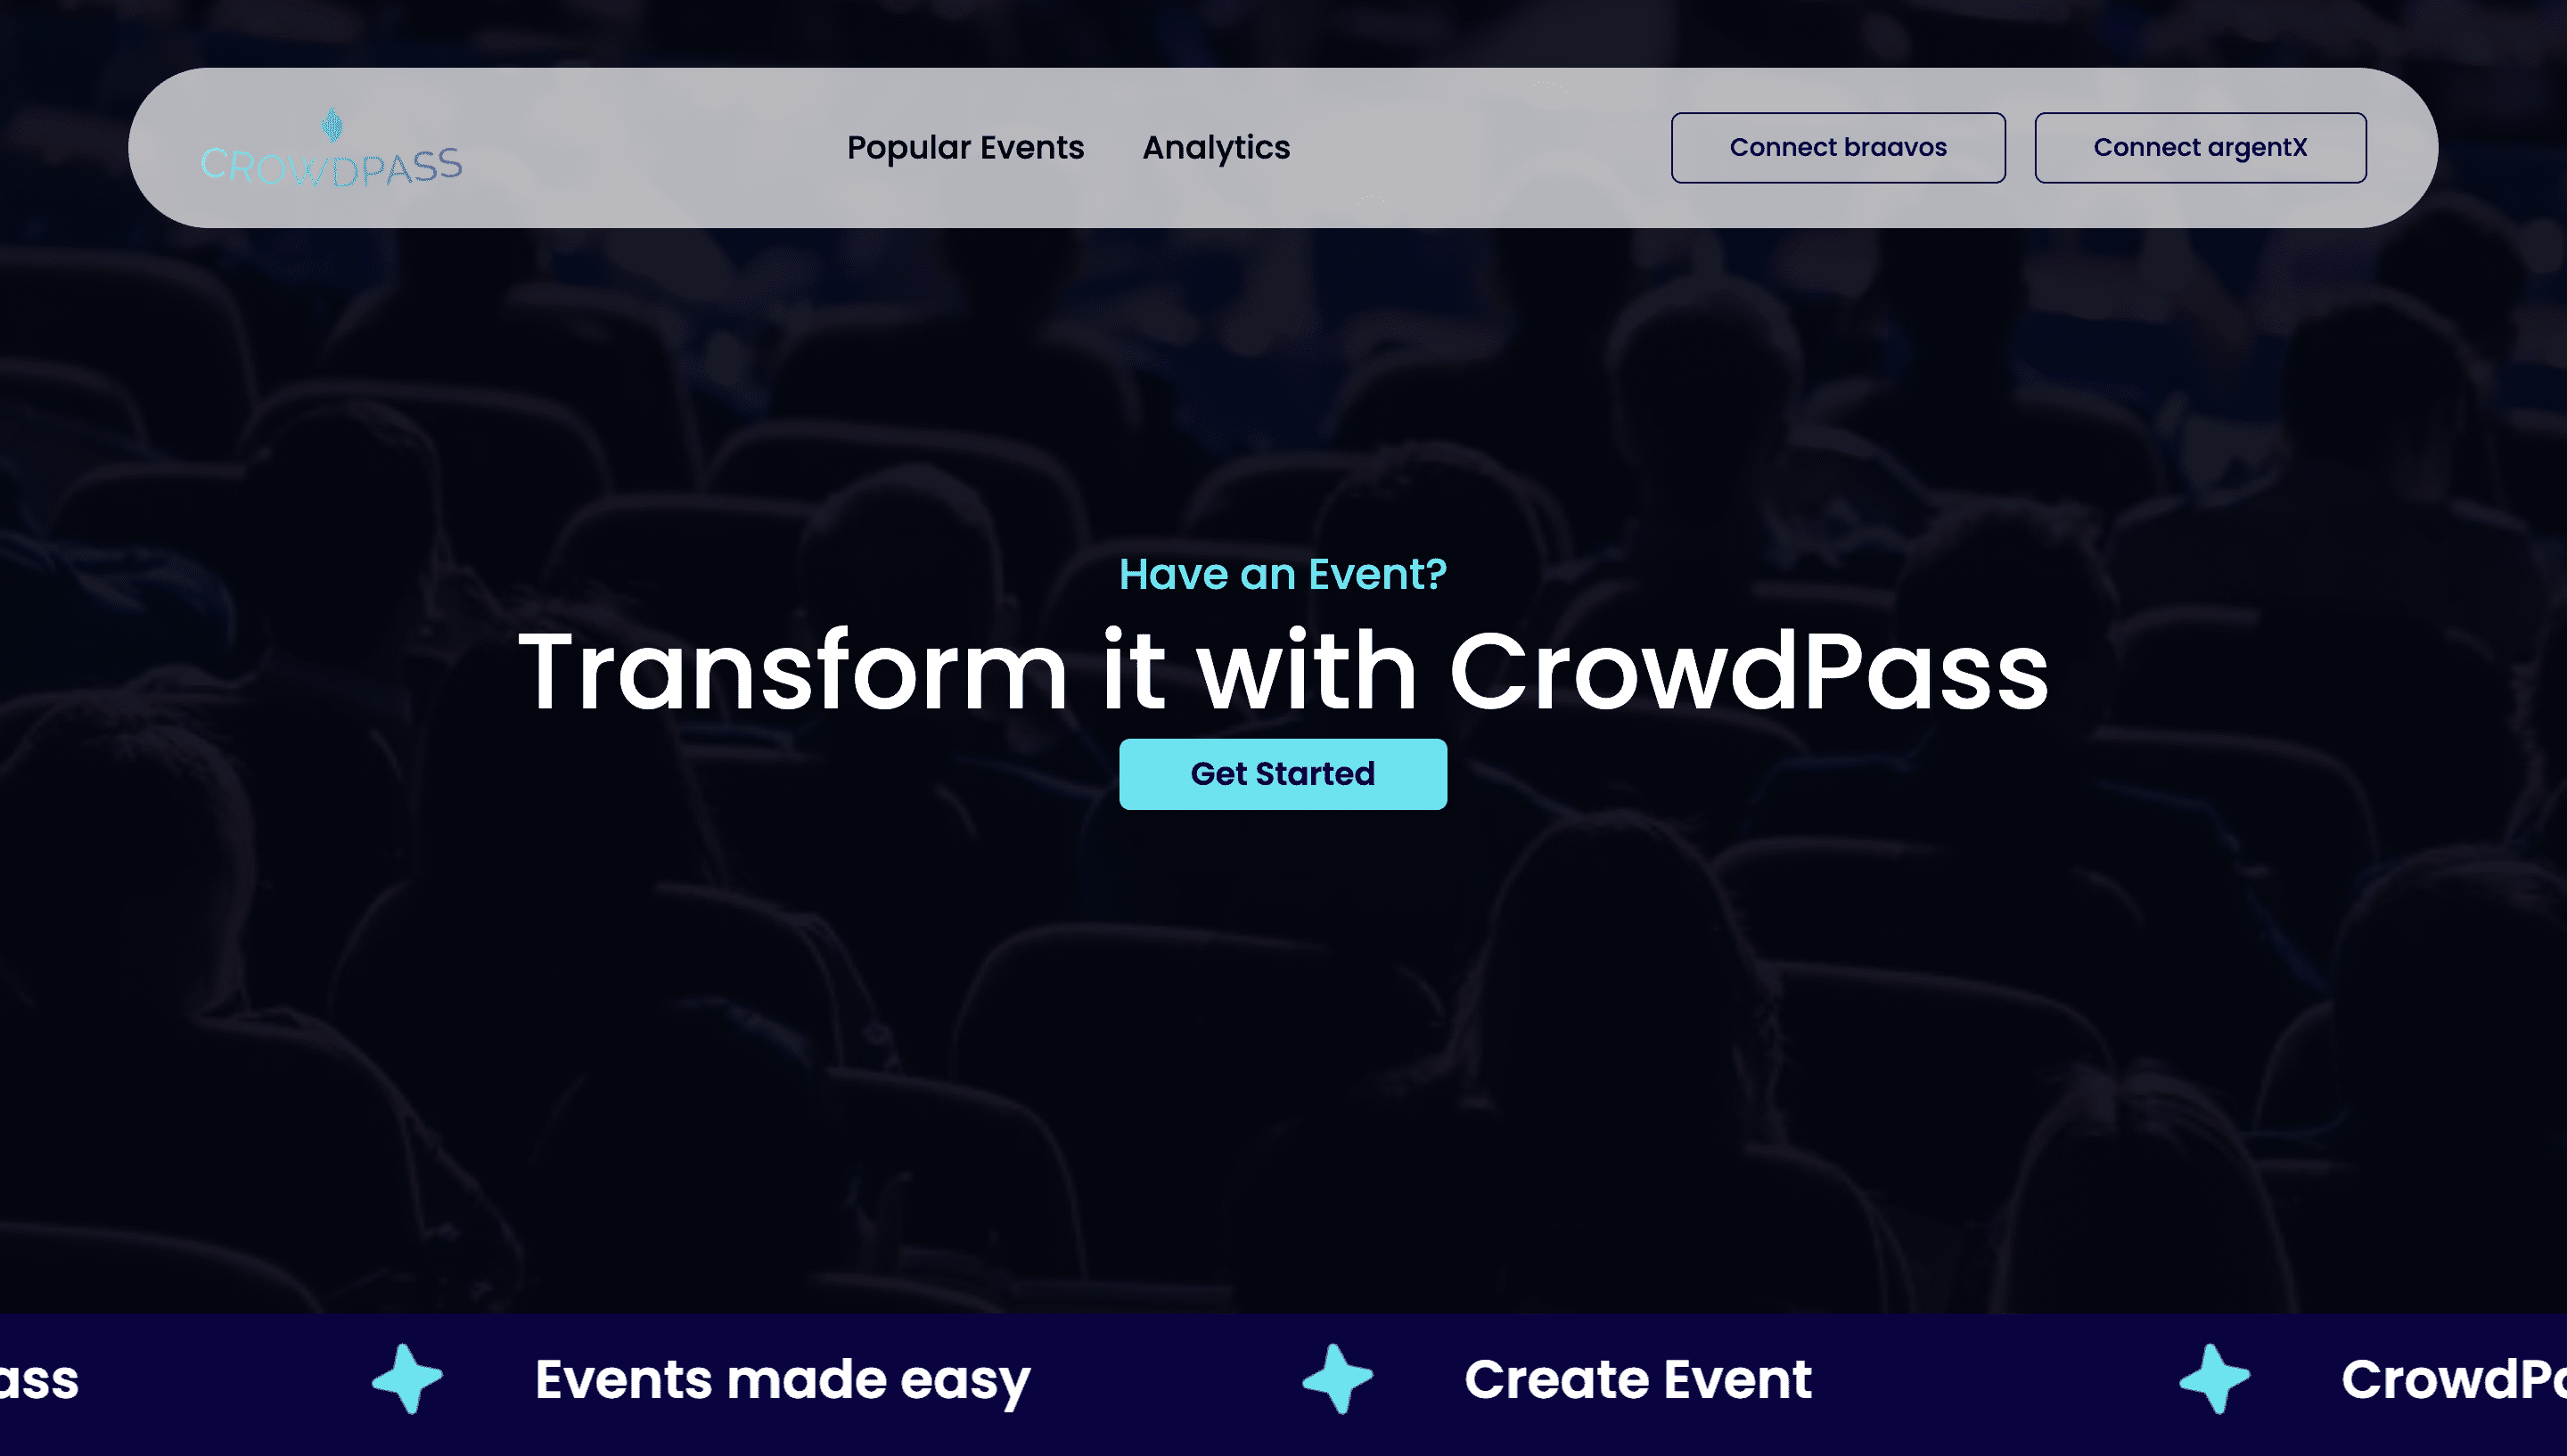 CROWDPASS
Popular Events
Analytics
Connect braavos
Connect argentX
Have an Event?
Transform it with CrowdPass
Get Started
ass
Events made easy
Create Event
CrowdPa